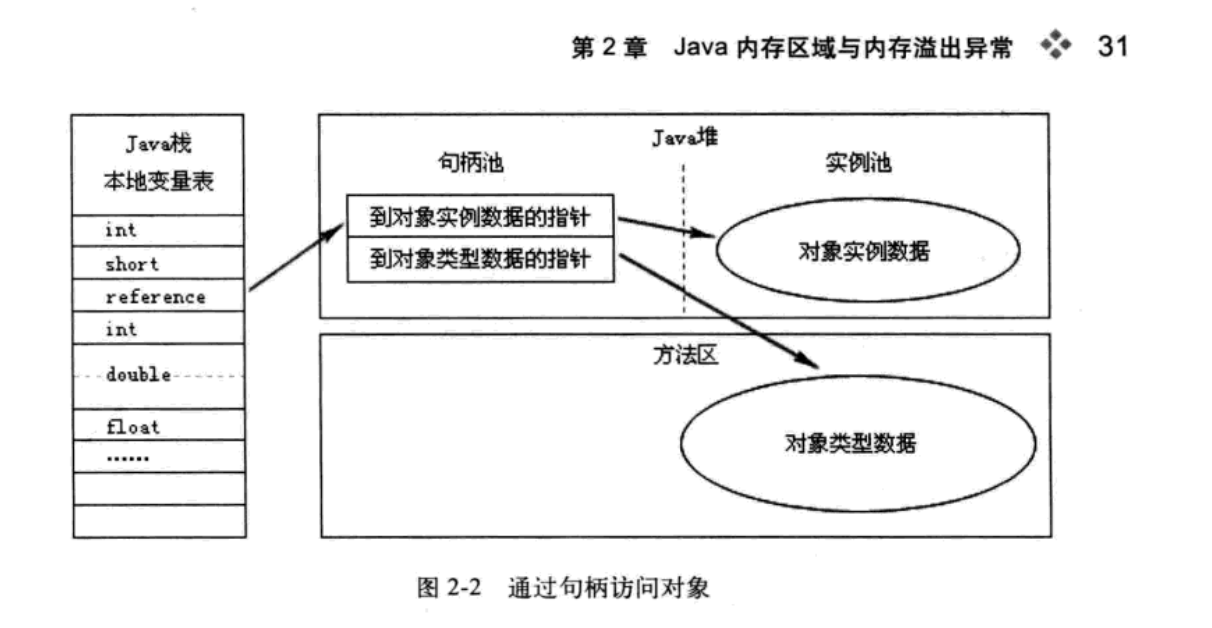 第 2 章 Java 内存区域与内存溢出异常 31
Java栈
本地变量表
int
short
reference
int
double
float
……
Java堆
句柄池
实例池
到对象实例数据的指针
到对象类型数据的指针
对象实例数据
方法区
对象类型数据
图 2-2 通过句柄访问对象